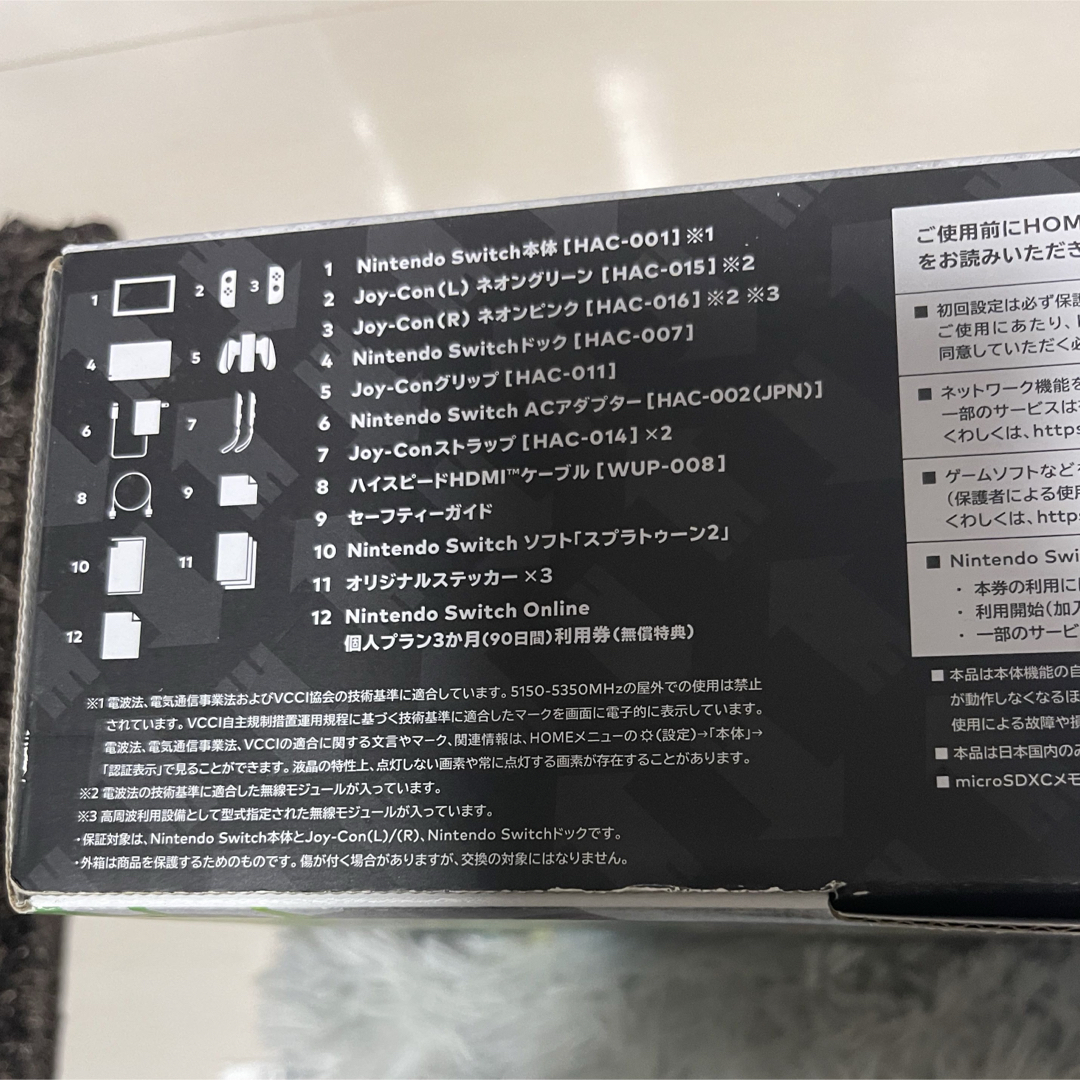 1 Nintendo Switch本体 [HAC-001] ※1
2 Joy-Con(L) ネオングリーン [HAC-015] ※2
3 Joy-Con(R) ネオンピンク [HAC-016] ※2 ※3
4 Nintendo Switchドック [HAC-007]
5 Joy-Conグリップ [HAC-011]
6 Nintendo Switch ACアダプター [HAC-002(JPN)]
7 Joy-Conストラップ [HAC-014] ×2
8 ハイスピードHDMI™ケーブル [WUP-008]
9 セーフティーガイド
10 Nintendo Switch ソフト「スプラトゥーン2」
11 オリジナルステッカー ×3
12 Nintendo Switch Online
個人プラン3か月(90日間)利用券(無償特典)
1
2
3
4
5
6
7
8
9
10
11
12
※1 電波法、電気通信事業法およびVCCI協会の技術基準に適合しています。5150-5350MHzの屋外での使用は禁止
されています。VCCI自主規制措置運用規程に基づく技術基準に適合したマークを画面に電子的に表示しています。
電波法、電気通信事業法、VCCIの適合に関する文言やマーク、関連情報は、HOMEメニューの(設定)→「本体」→
「認証表示」で見ることができます。液晶の特性上、点灯しない画素や常に点灯する画素が存在することがあります。
※2 電波法の技術基準に適合した無線モジュールが入っています。
※3 高周波利用設備として型式指定された無線モジュールが入っています。
・保証対象は、Nintendo Switch本体とJoy-Con(L)/(R)、Nintendo Switchドックです。
・外箱は商品を保護するためのものです。傷が付く場合がありますが、交換の対象にはなりません。
ご使用前にHOM
をお読みいただき
■ 初回設定は必ず保護
ご使用にあたり、
同意していただく必
■ ネットワーク機能を
一部のサービスは
くわしくは、https
■ ゲームソフトなど
(保護者による使用
くわしくは、http
■ Nintendo Swi
・ 本券の利用に
・ 利用開始(加入
・ 一部のサービ
■ 本品は本体機能の自
が動作しなくなるほ
使用による故障や損
■ 本品は日本国内のみ
■ microSDXCメモ